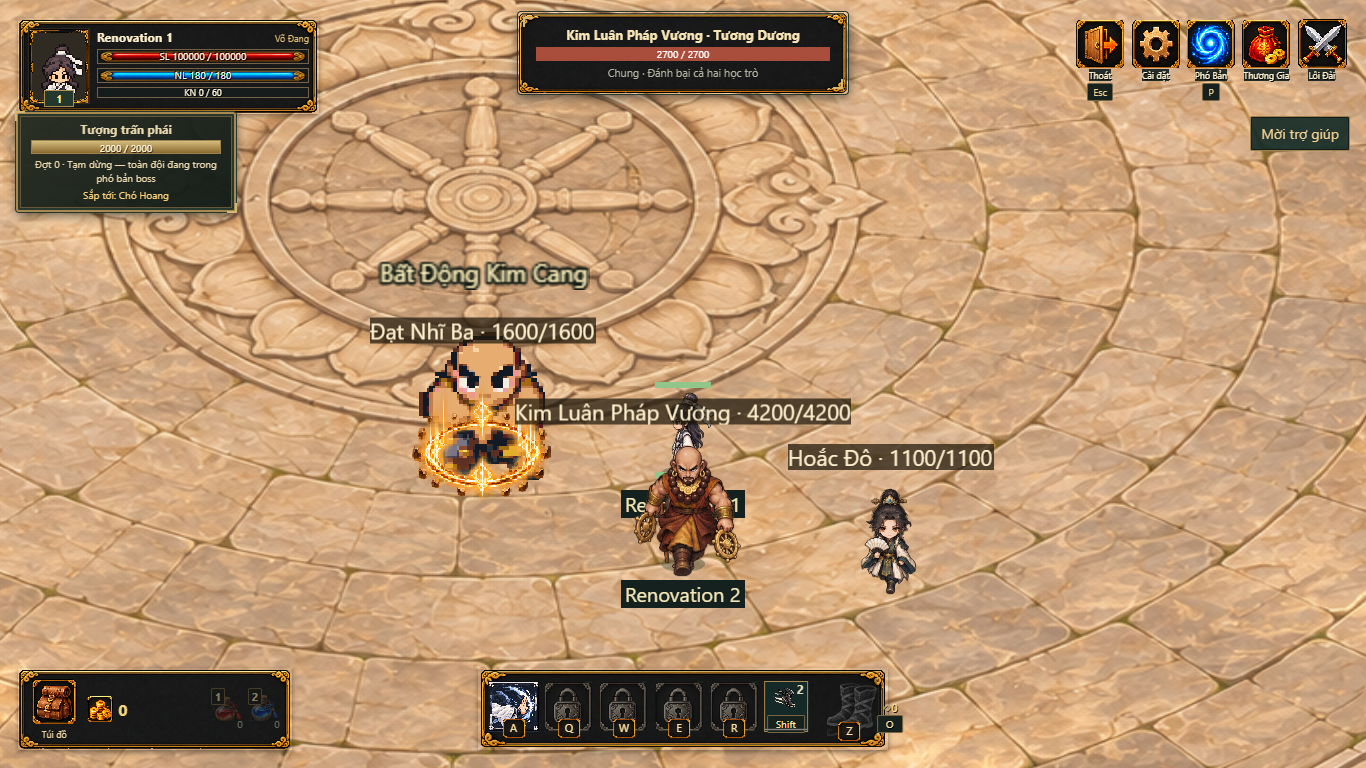 Renovation 1
Võ Đang
SL 100000 / 100000
NL 180 / 180
KN 0 / 60
1
Tượng trấn phái
2000 / 2000
Đợt 0 · Tạm dừng — toàn đội đang trong
phó bản boss
Sắp tới: Chó Hoang
Kim Luân Pháp Vương · Tương Dương
2700 / 2700
Chung · Đánh bại cả hai học trò
Thoát
Esc
Cài đặt
Phó Bản
P
Thương Gia
Lôi Đài
Mời trợ giúp
Bất Động Kim Cang
Đạt Nhĩ Ba · 1600/1600
Kim Luân Pháp Vương · 4200/4200
Hoắc Đô · 1100/1100
Re 1
Renovation 2
Túi đồ
0
1
0
2
0
A
Q
W
E
R
2
Shift
Z
O